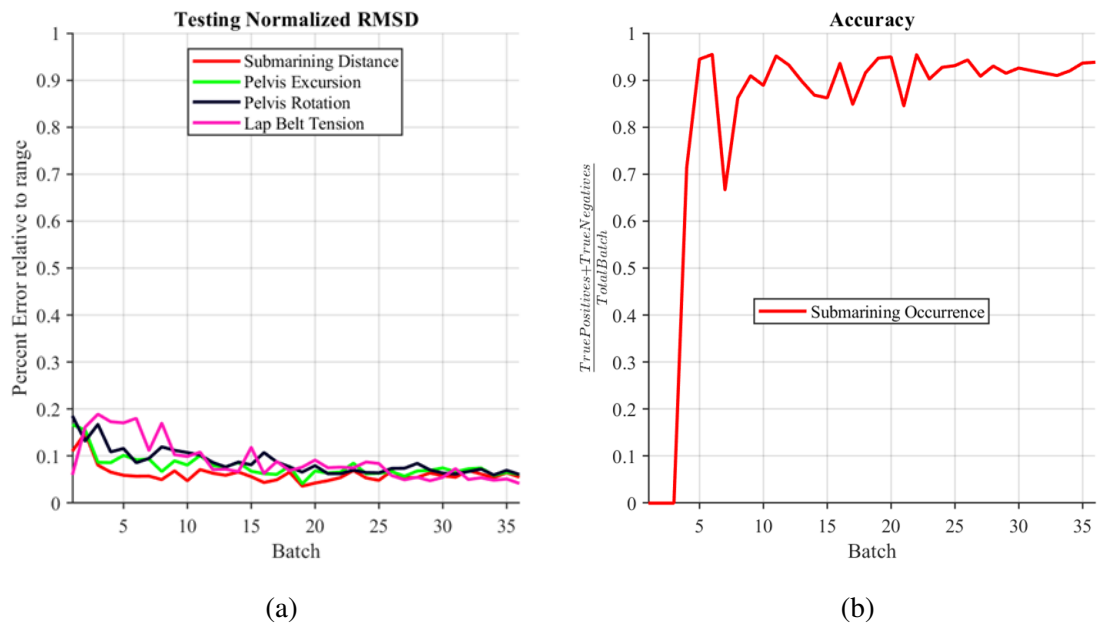 Testing Normalized RMSD
Percent Error relative to range
1
0.9
0.8
0.7
0.6
0.5
0.4
0.3
0.2
0.1
0
Submarining Distance
Pelvis Excursion
Pelvis Rotation
Lap Belt Tension
5 10 15 20 25 30 35
Batch
(a)
Accuracy
TruePositives+TrueNegatives
TotalBatch
1
0.9
0.8
0.7
0.6
0.5
0.4
0.3
0.2
0.1
0
Submarining Occurrence
5 10 15 20 25 30 35
Batch
(b)